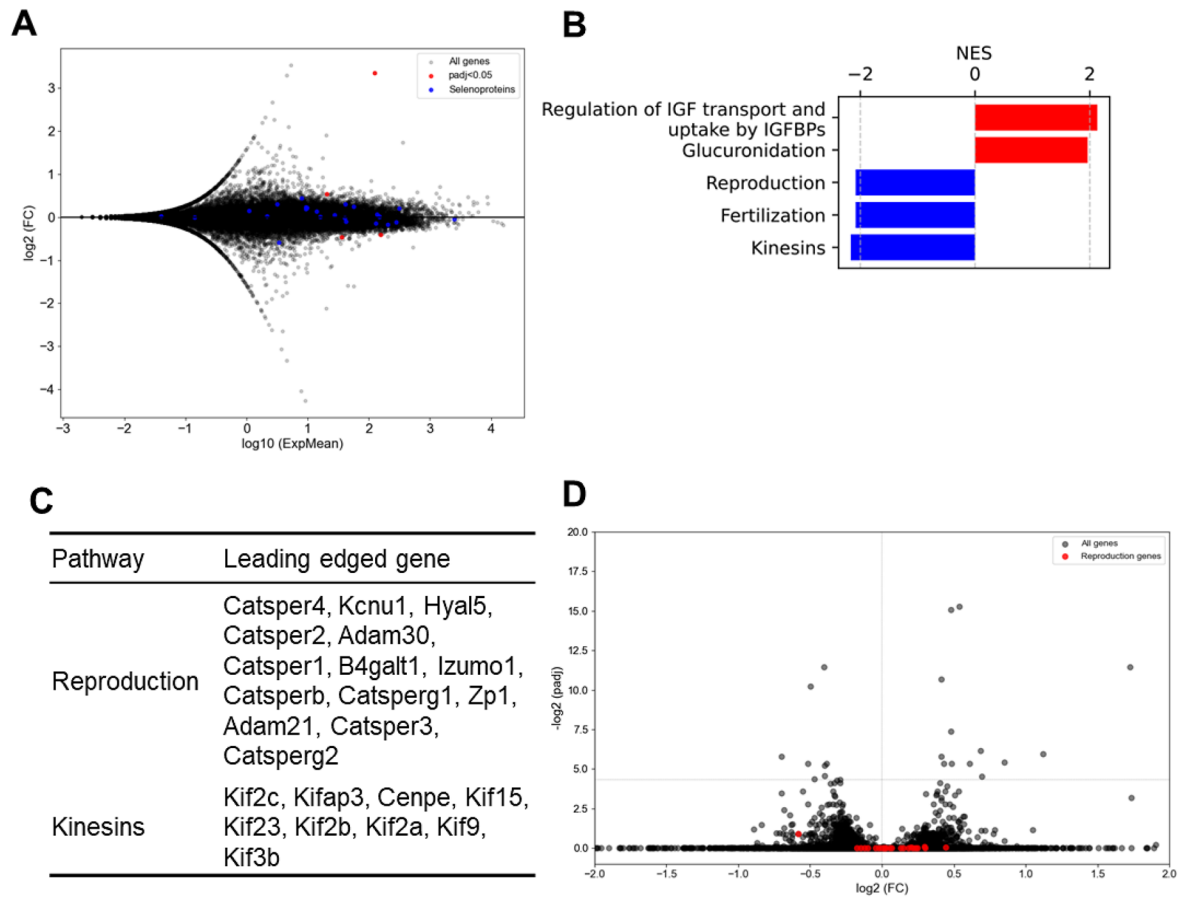 A
All genes
padj<0.05
Selenoproteins
3
2
1
0
−1
−2
−3
−4
log2 (FC)
−3
−2
−1
0
1
2
3
4
log10 (ExpMean)
B
NES
−2
0
2
Regulation of IGF transport and
uptake by IGFBPs
Glucuronidation
Reproduction
Fertilization
Kinesins
C
Pathway
Leading edged gene
Reproduction
Catsper4, Kcnu1, Hyal5,
Catsper2, Adam30,
Catsper1, B4galt1, Izumo1,
Catsperb, Catsperg1, Zp1,
Adam21, Catsper3,
Catsperg2
Kinesins
Kif2c, Kifap3, Cenpe, Kif15,
Kif23, Kif2b, Kif2a, Kif9,
Kif3b
D
All genes
Reproduction genes
20.0
17.5
15.0
12.5
10.0
7.5
5.0
2.5
0.0
-log2 (padj)
−2.0
−1.5
−1.0
−0.5
0.0
0.5
1.0
1.5
2.0
log2 (FC)